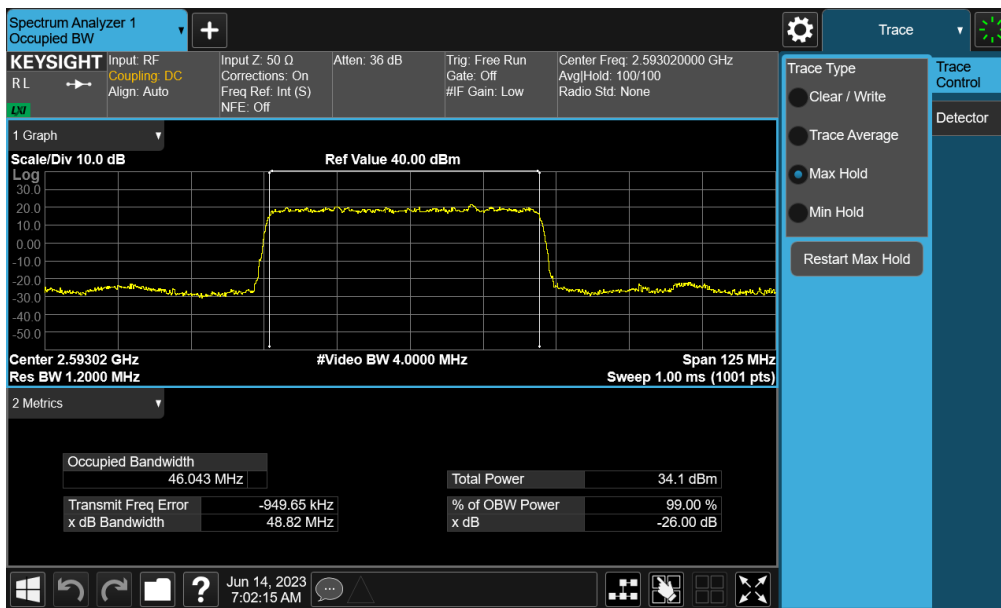 Spectrum Analyzer 1
Occupied BW
Trace
KEYSIGHT
R L
LXI
Input: RF
Coupling: DC
Align: Auto
Input Z: 50 Ω
Corrections: On
Freq Ref: Int (S)
NFE: Off
Atten: 36 dB
Trig: Free Run
Gate: Off
#IF Gain: Low
Center Freq: 2.593020000 GHz
Avg|Hold: 100/100
Radio Std: None
Trace Type
Clear / Write
Trace Average
Max Hold
Min Hold
Restart Max Hold
Trace
Control
Detector
1 Graph
Scale/Div 10.0 dB
Ref Value 40.00 dBm
Log
30.0
20.0
10.0
0.00
-10.0
-20.0
-30.0
-40.0
-50.0
Center 2.59302 GHz
#Video BW 4.0000 MHz
Span 125 MHz
Res BW 1.2000 MHz
Sweep 1.00 ms (1001 pts)
2 Metrics
Occupied Bandwidth
46.043 MHz
Total Power 34.1 dBm
Transmit Freq Error -949.65 kHz
% of OBW Power 99.00 %
x dB Bandwidth 48.82 MHz
x dB -26.00 dB
Jun 14, 2023
7:02:15 AM